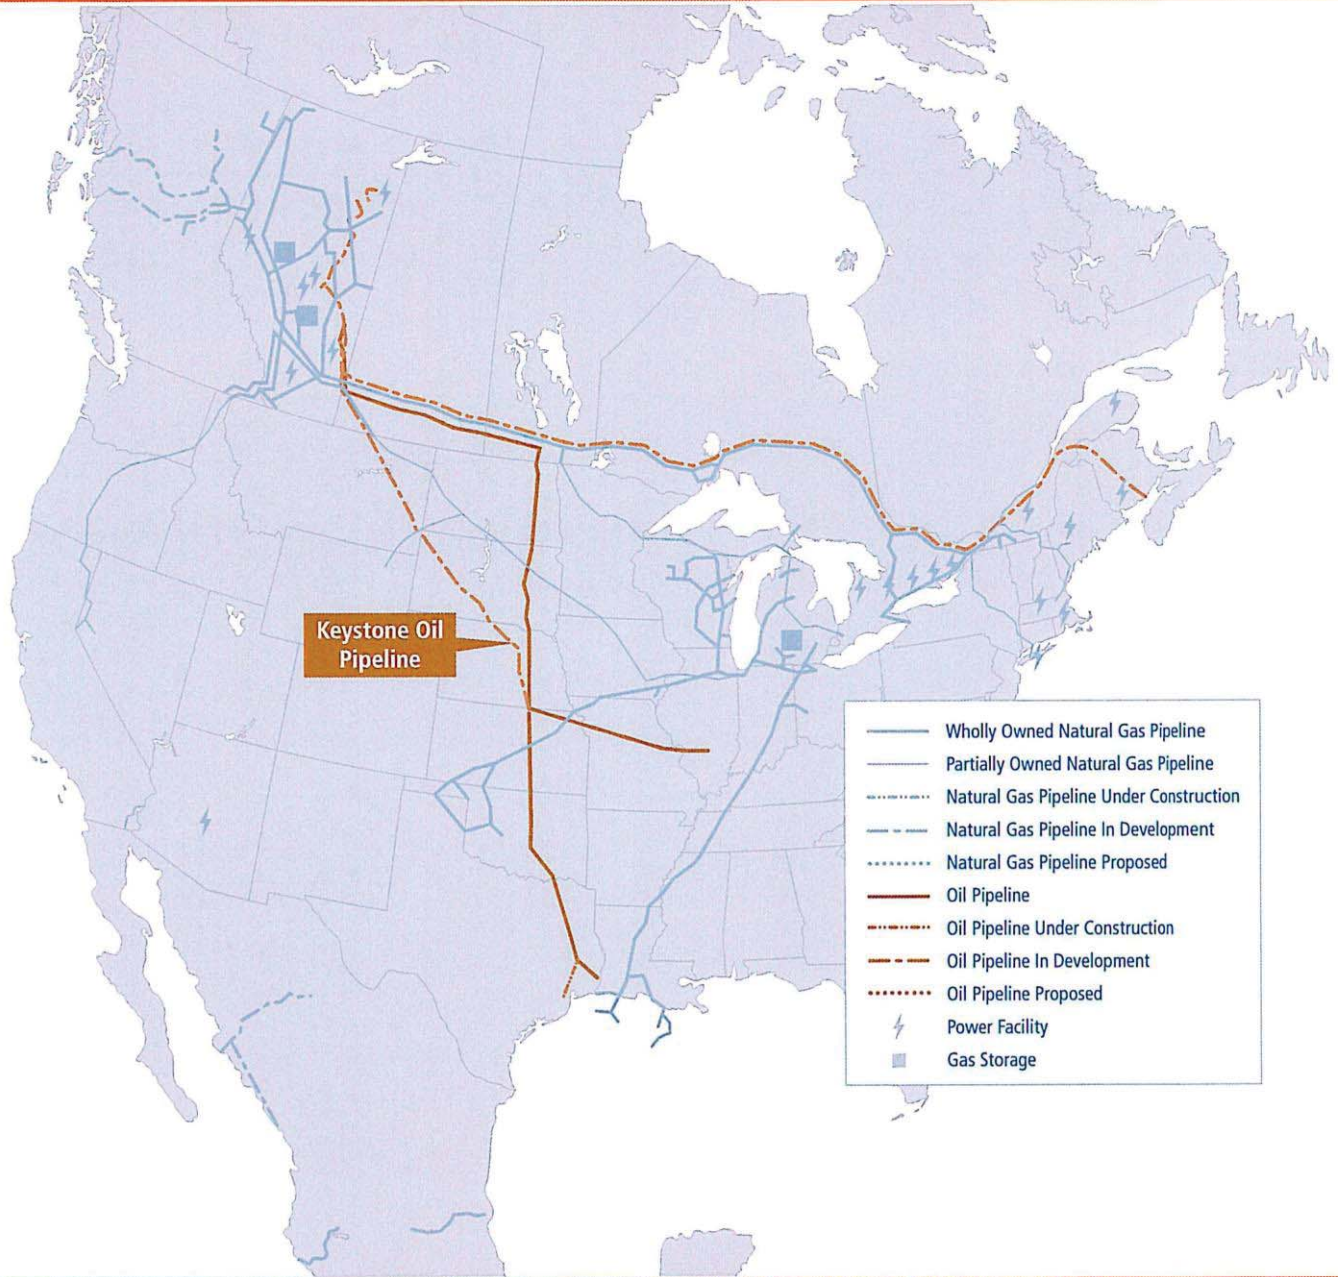 Keystone Oil
Pipeline
Wholly Owned Natural Gas Pipeline
Partially Owned Natural Gas Pipeline
Natural Gas Pipeline Under Construction
Natural Gas Pipeline In Development
Natural Gas Pipeline Proposed
Oil Pipeline
Oil Pipeline Under Construction
Oil Pipeline In Development
Oil Pipeline Proposed
Power Facility
Gas Storage